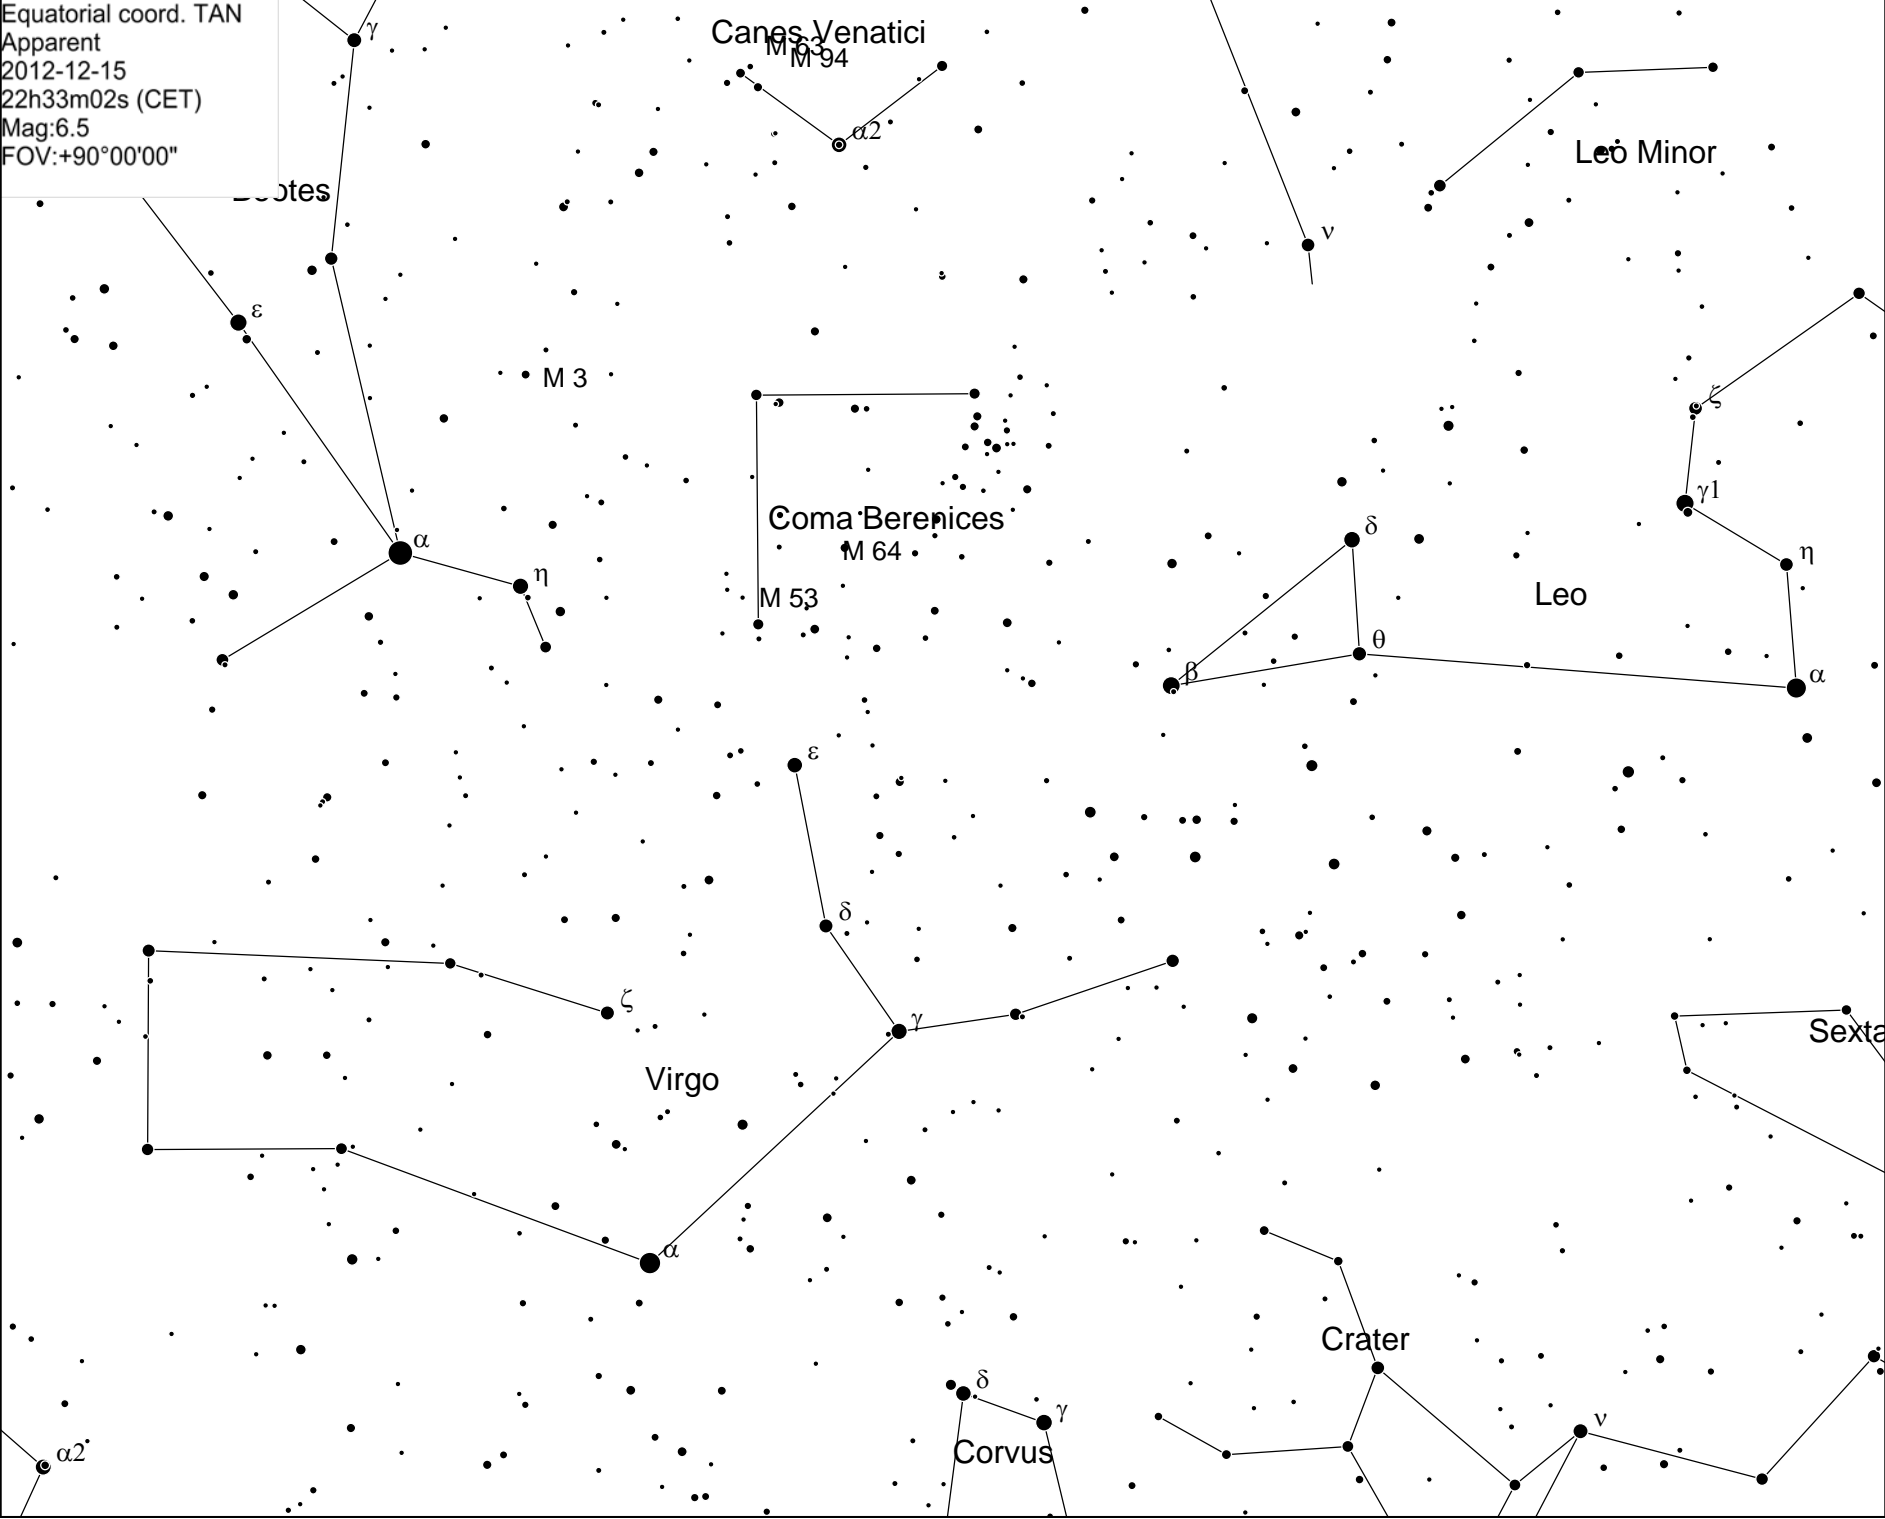 Equatorial coord. TAN
Apparent
2012-12-15
22h33m02s (CET)
Mag:6.5
FOV:+90°00'00"
γ
Canes Venatici
M 63
M 94
α2
Leo Minor
Bootes
ν
ε
M 3
ζ
γ1
Coma Berenices
δ
α
M 64
η
η
M 53
Leo
θ
β
α
ε
δ
ζ
γ
Sexta
Virgo
α
Crater
δ
γ
ν
Corvus
α2